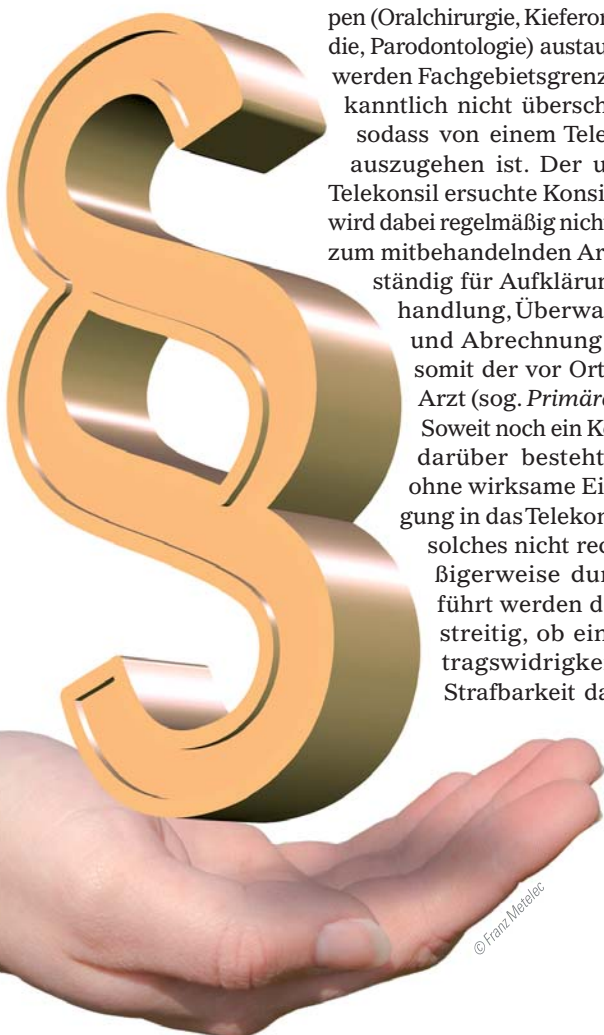 pen (Oralchirurgie, Kieferor
die, Parodontologie) austau
werden Fachgebietsgrenz
kanntlich nicht übersch
sodass von einem Tele
auszugehen ist. Der u
Telekonsil ersuchte Konsi
wird dabei regelmäßig nicht
zum mitbehandelnden Ar
ständig für Aufklärun
handlung, Überwa
und Abrechnung
somit der vor Ort
Arzt (sog. Primär
Soweit noch ein Ko
darüber besteht
ohne wirksame Ei
gung in das Telekon
solches nicht rec
ßigerweise dur
führt werden d
streitig, ob ein
tragswidrigke
Strafbarkeit da
© Franz Metelec
§